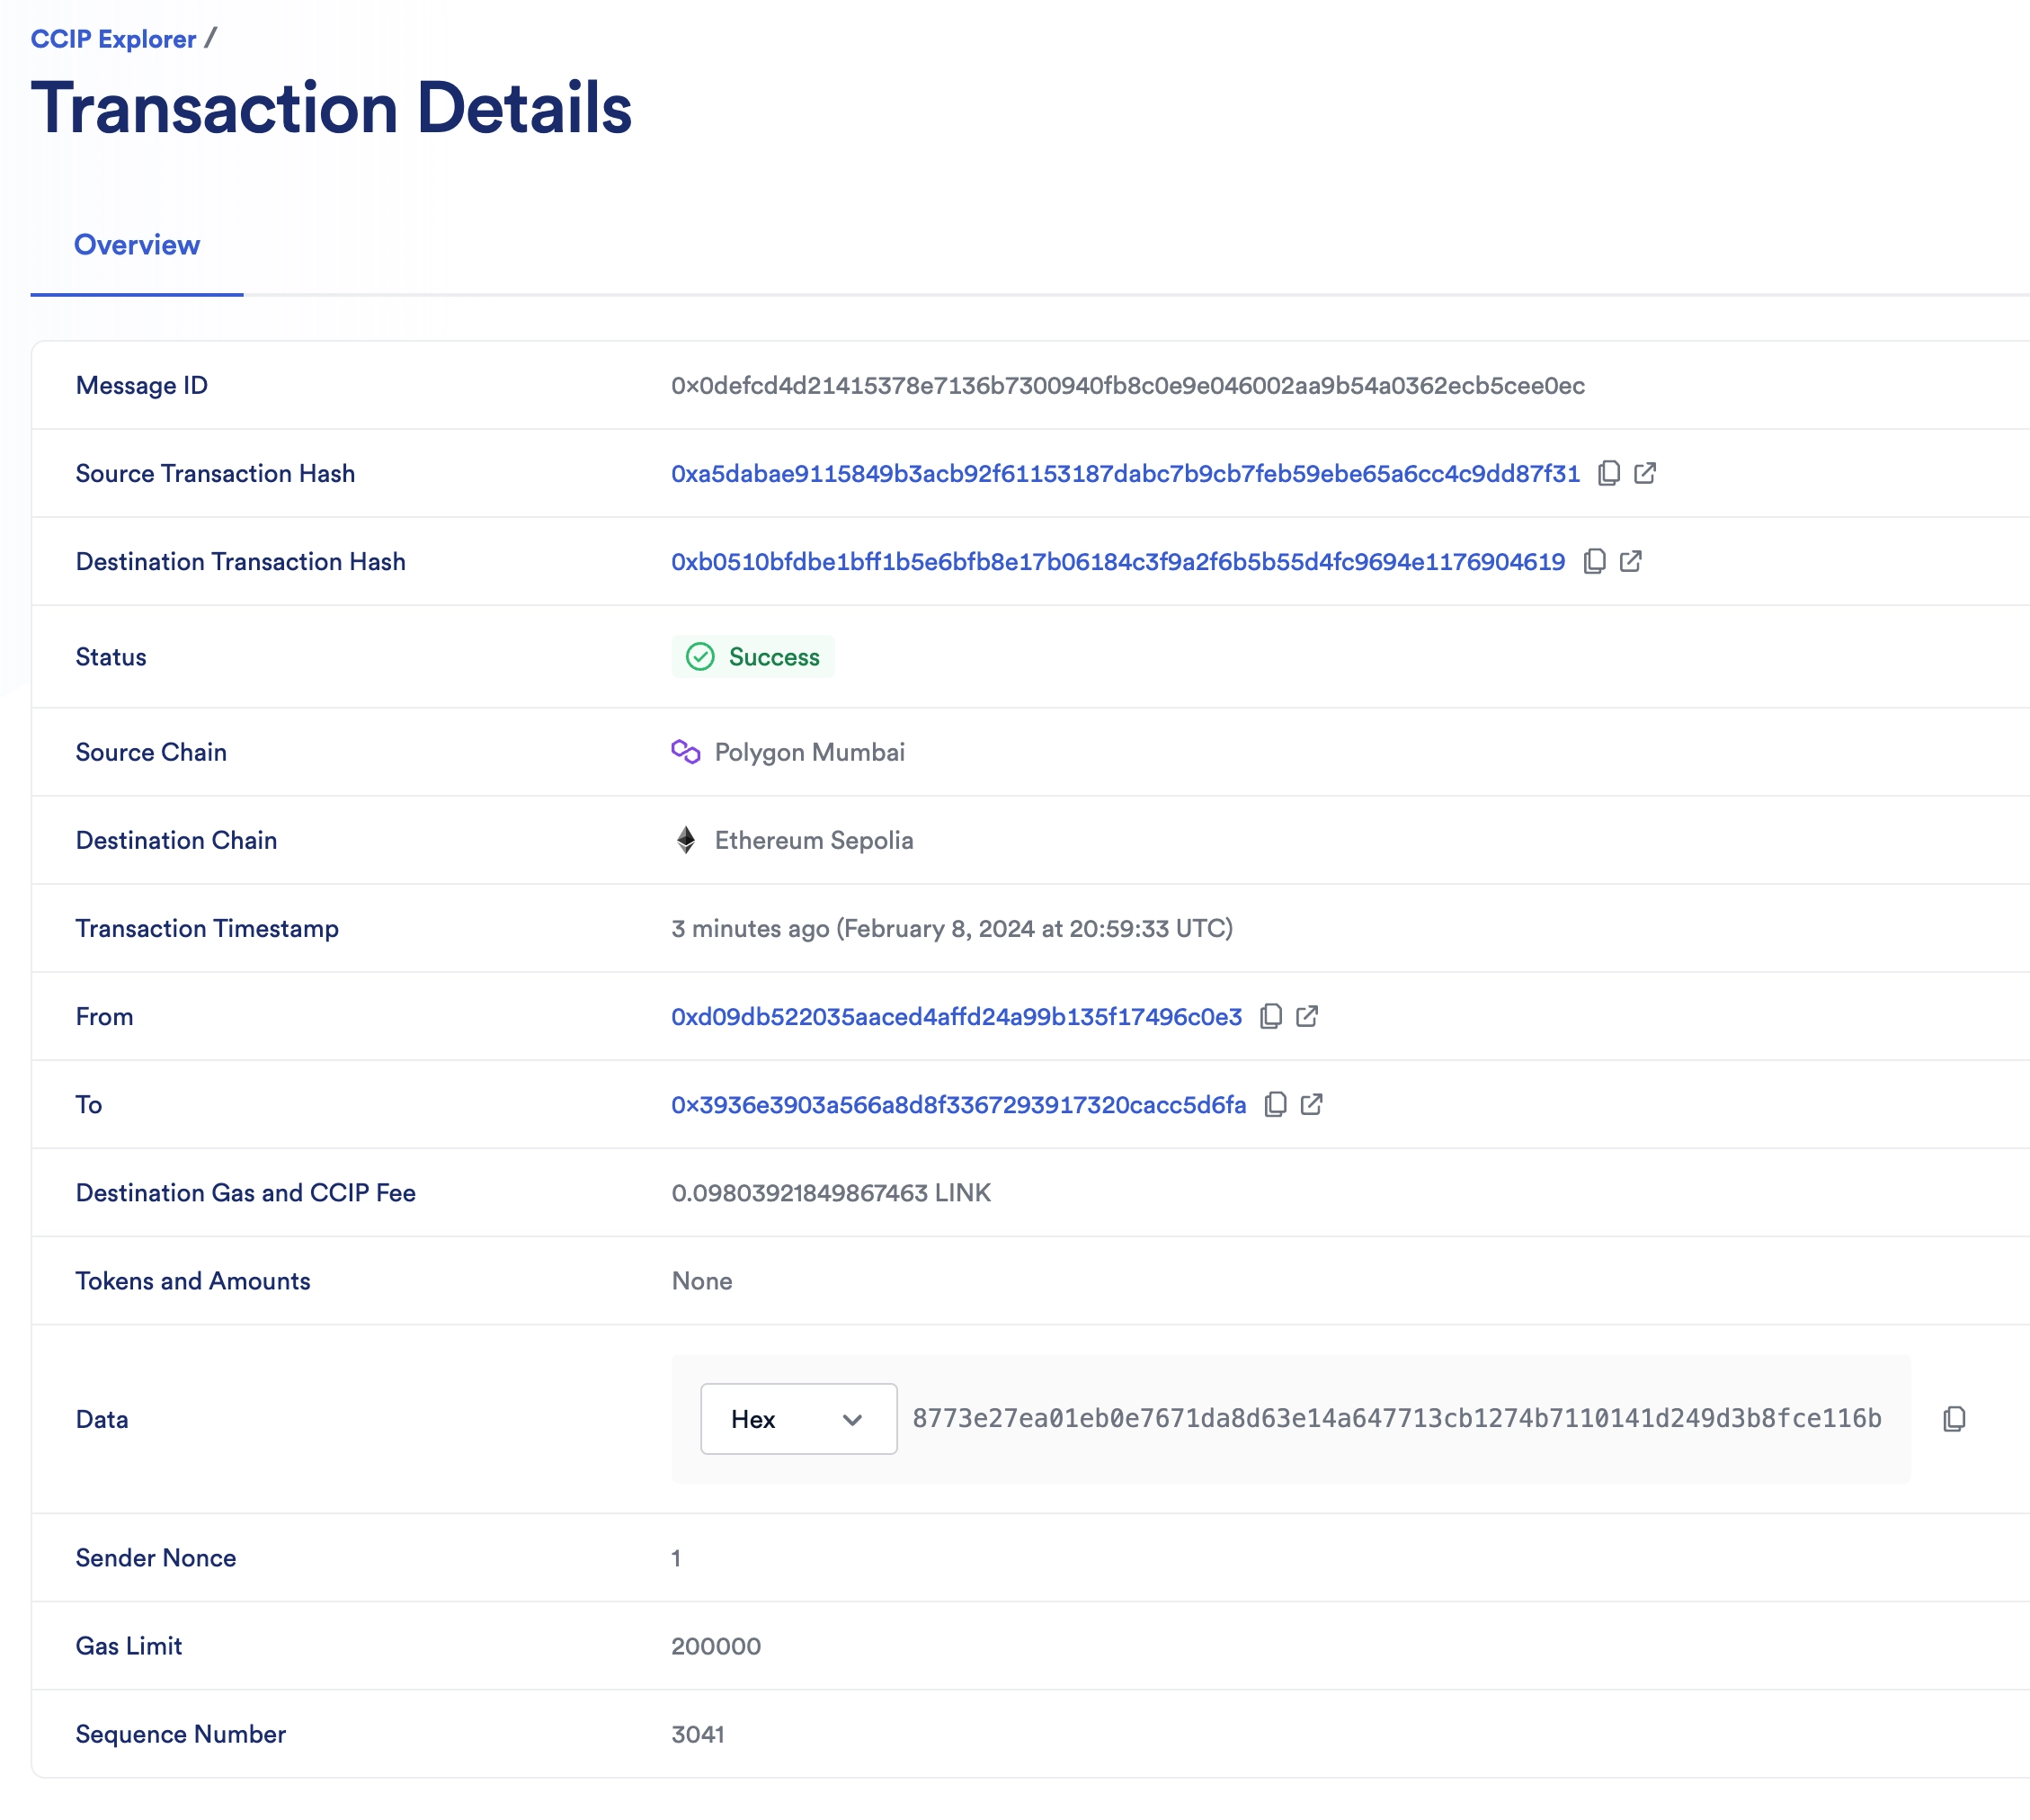 CCIP Explorer /
Transaction Details
Overview
Message ID 0x0defcd4d21415378e7136b7300940fb8c0e9e046002aa9b54a0362ecb5cee0ec
Source Transaction Hash 0xa5dabae9115849b3acb92f61153187dabc7b9cb7feb59ebe65a6cc4c9dd87f31
Destination Transaction Hash 0xb0510bfdbe1bff1b5e6bfb8e17b06184c3f9a2f6b5b55d4fc9694e1176904619
Status Success
Source Chain Polygon Mumbai
Destination Chain Ethereum Sepolia
Transaction Timestamp 3 minutes ago (February 8, 2024 at 20:59:33 UTC)
From 0xd09db522035aaced4affd24a99b135f17496c0e3
To 0x3936e3903a566a8d8f3367293917320cacc5d6fa
Destination Gas and CCIP Fee 0.09803921849867463 LINK
Tokens and Amounts None
Data Hex 8773e27ea01eb0e7671da8d63e14a647713cb1274b7110141d249d3b8fce116b
Sender Nonce 1
Gas Limit 200000
Sequence Number 3041